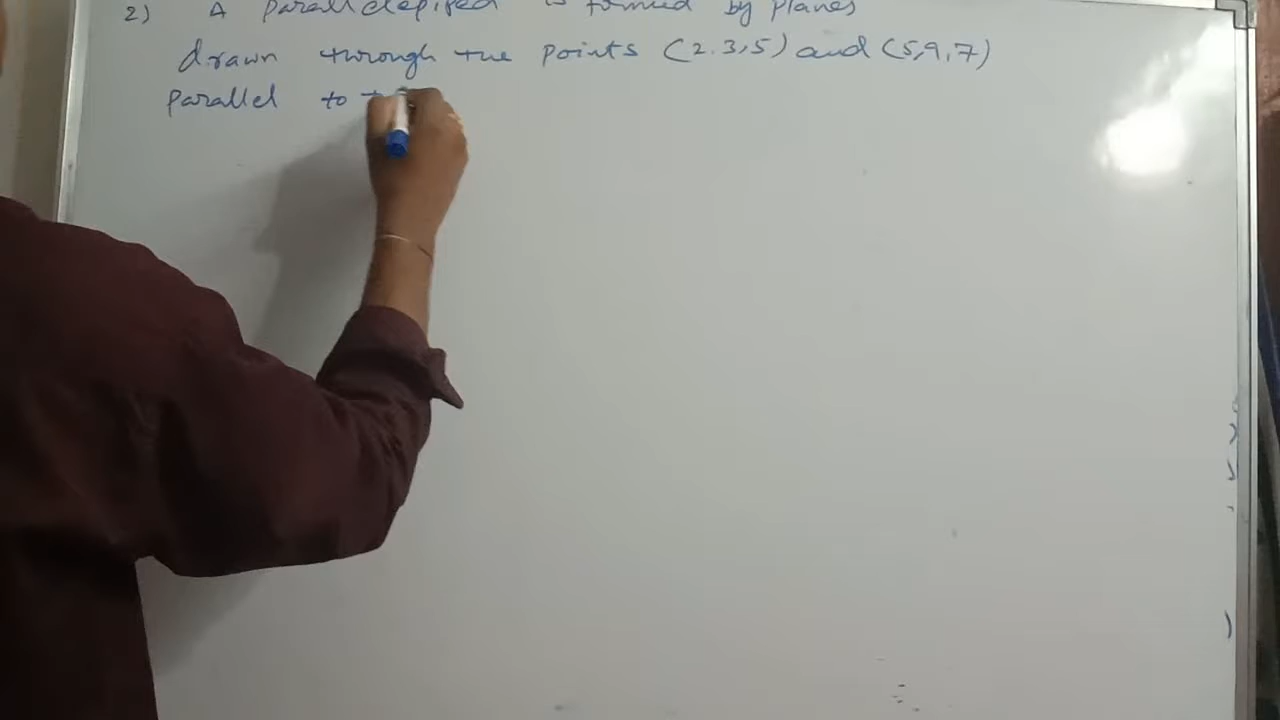 2) A Parallelepiped is formed by planes
drawn through the points (2.3,5) and (5,9,7)
Parallel to